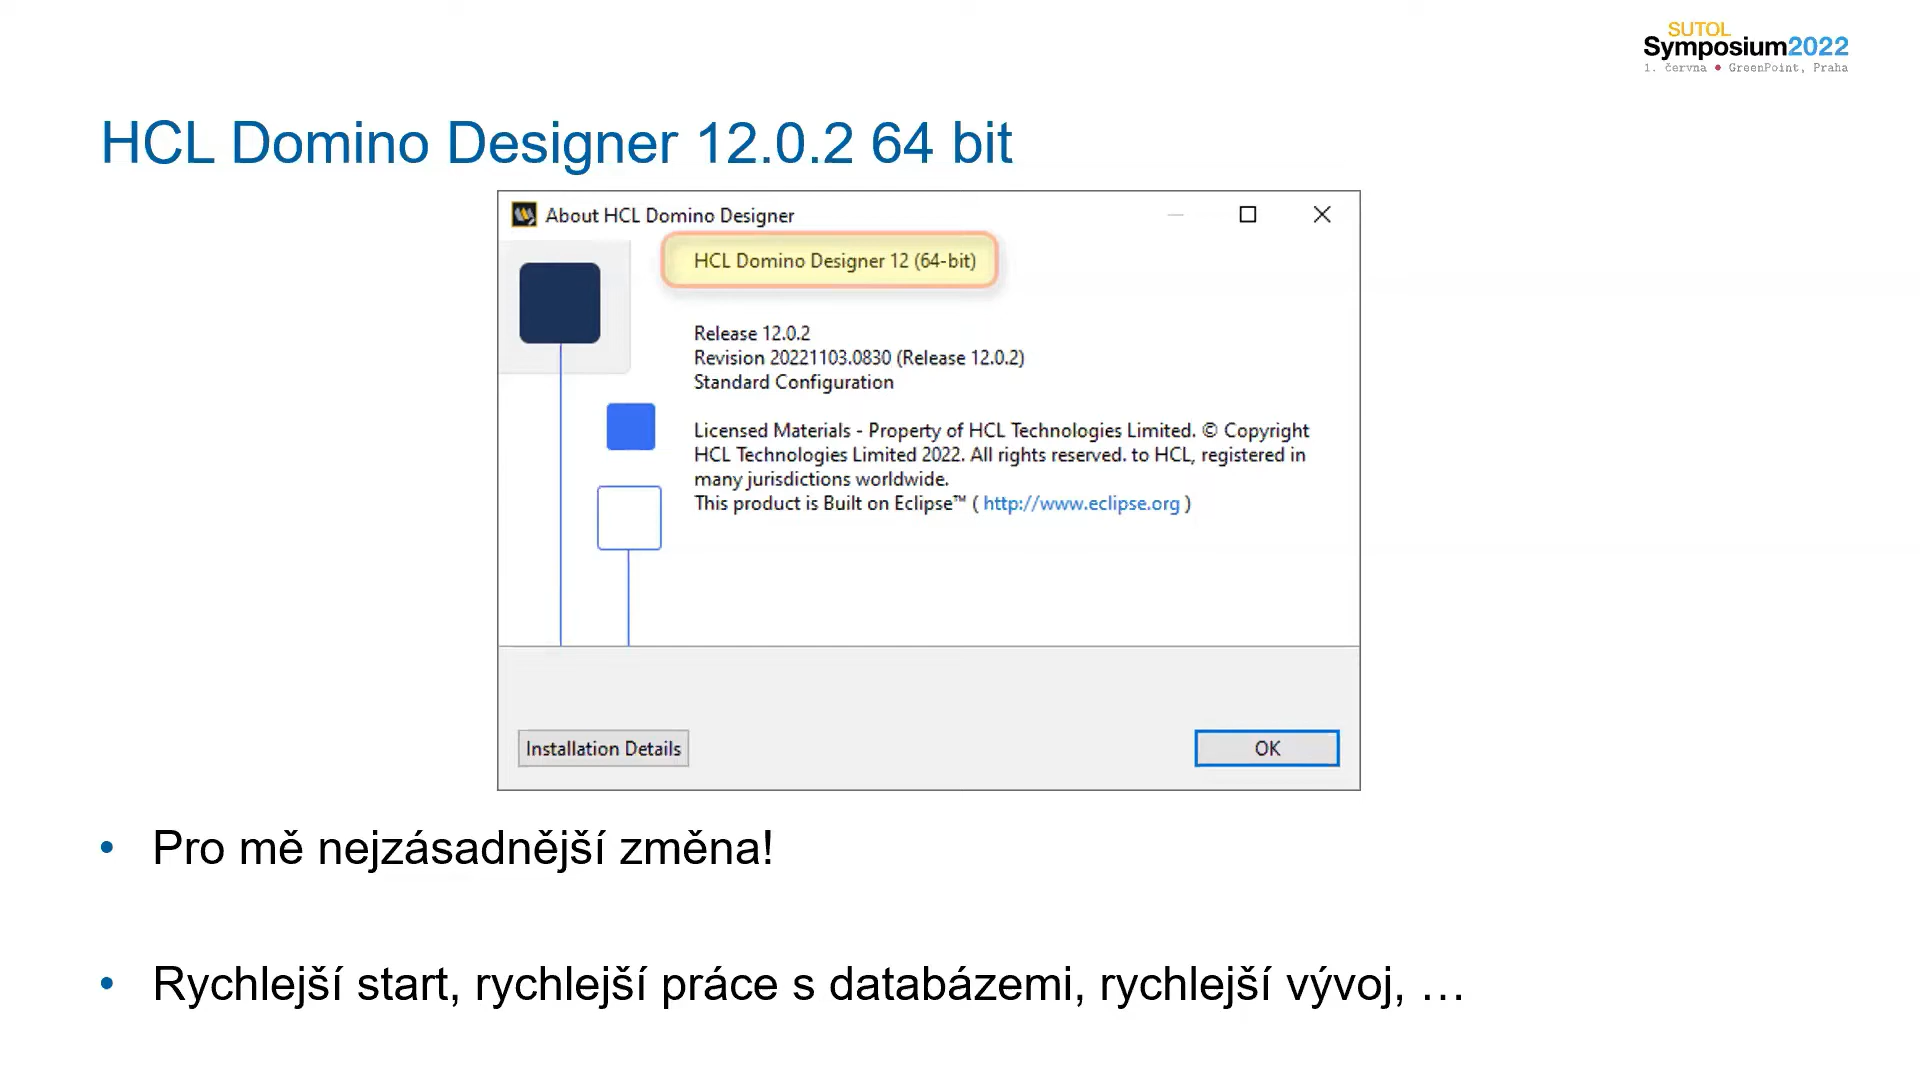 SUTOL
Symposium2022
1. června • GreenPoint, Praha
HCL Domino Designer 12.0.2 64 bit
About HCL Domino Designer
HCL Domino Designer 12 (64-bit)
Release 12.0.2
Revision 20221103.0830 (Release 12.0.2)
Standard Configuration
Licensed Materials - Property of HCL Technologies Limited. © Copyright
HCL Technologies Limited 2022. All rights reserved. to HCL, registered in
many jurisdictions worldwide.
This product is Built on Eclipse™ ( http://www.eclipse.org )
Installation Details
OK
• Pro mě nejzásadnější změna!
• Rychlejší start, rychlejší práce s databázemi, rychlejší vývoj, …